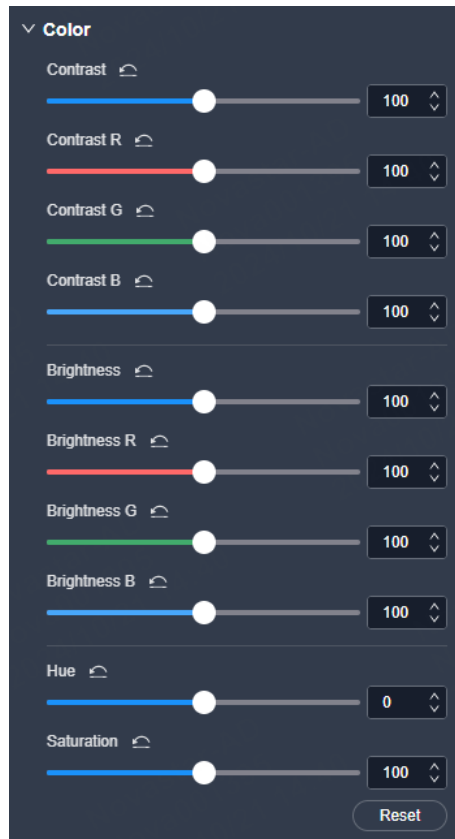 Color
Contrast
100
Contrast R
100
Contrast G
100
Contrast B
100
Brightness
100
Brightness R
100
Brightness G
100
Brightness B
100
Hue
0
Saturation
100
Reset